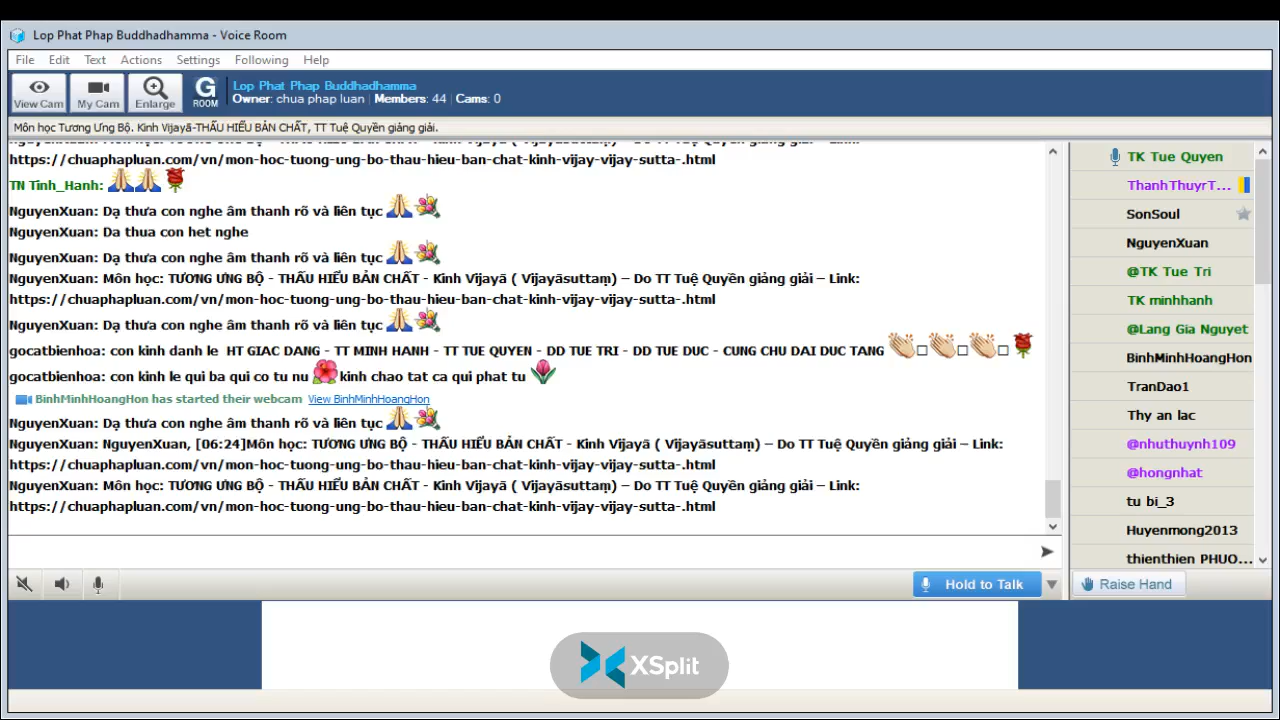 Lop Phat Phap Buddhadhamma - Voice Room
File Edit Text Actions Settings Following Help
View Cam My Cam Enlarge G ROOM
Lop Phat Phap Buddhadhamma
Owner: chua phap luan | Members: 44 | Cams: 0
Môn học Tương Ưng Bộ. Kinh Vijayā-THẤU HIỂU BẢN CHẤT, TT Tuệ Quyền giảng giải.
https://chuaphapluan.com/vn/mon-hoc-tuong-ung-bo-thau-hieu-ban-chat-kinh-vijay-vijay-sutta-.html
TN Tinh_Hanh:
NguyenXuan: Dạ thưa con nghe âm thanh rõ và liên tục
NguyenXuan: Da thua con het nghe
NguyenXuan: Dạ thưa con nghe âm thanh rõ và liên tục
NguyenXuan: Môn học: TƯƠNG ƯNG BỘ - THẤU HIỂU BẢN CHẤT - Kinh Vijayā ( Vijayāsuttaṃ) – Do TT Tuệ Quyền giảng giải – Link:
https://chuaphapluan.com/vn/mon-hoc-tuong-ung-bo-thau-hieu-ban-chat-kinh-vijay-vijay-sutta-.html
NguyenXuan: Dạ thưa con nghe âm thanh rõ và liên tục
gocatbienhoa: con kinh danh le HT GIAC DANG - TT MINH HANH - TT TUE QUYEN - DD TUE TRI - DD TUE DUC - CUNG CHU DAI DUC TANG
gocatbienhoa: con kinh le qui ba qui co tu nu kinh chao tat ca qui phat tu
BinhMinhHoangHon has started their webcam View BinhMinhHoangHon
NguyenXuan: Dạ thưa con nghe âm thanh rõ và liên tục
NguyenXuan: NguyenXuan, [06:24]Môn học: TƯƠNG ƯNG BỘ - THẤU HIỂU BẢN CHẤT - Kinh Vijayā ( Vijayāsuttaṃ) – Do TT Tuệ Quyền giảng giải – Link:
https://chuaphapluan.com/vn/mon-hoc-tuong-ung-bo-thau-hieu-ban-chat-kinh-vijay-vijay-sutta-.html
NguyenXuan: Môn học: TƯƠNG ƯNG BỘ - THẤU HIỂU BẢN CHẤT - Kinh Vijayā ( Vijayāsuttaṃ) – Do TT Tuệ Quyền giảng giải – Link:
https://chuaphapluan.com/vn/mon-hoc-tuong-ung-bo-thau-hieu-ban-chat-kinh-vijay-vijay-sutta-.html
TK Tue Quyen
ThanhThuyrT...
SonSoul
NguyenXuan
@TK Tue Tri
TK minhhanh
@Lang Gia Nguyet
BinhMinhHoangHon
TranDao1
Thy an lac
@nhuthuynh109
@hongnhat
tu bi_3
Huyenmong2013
thienthien PHUO...
Hold to Talk
Raise Hand
XSplit